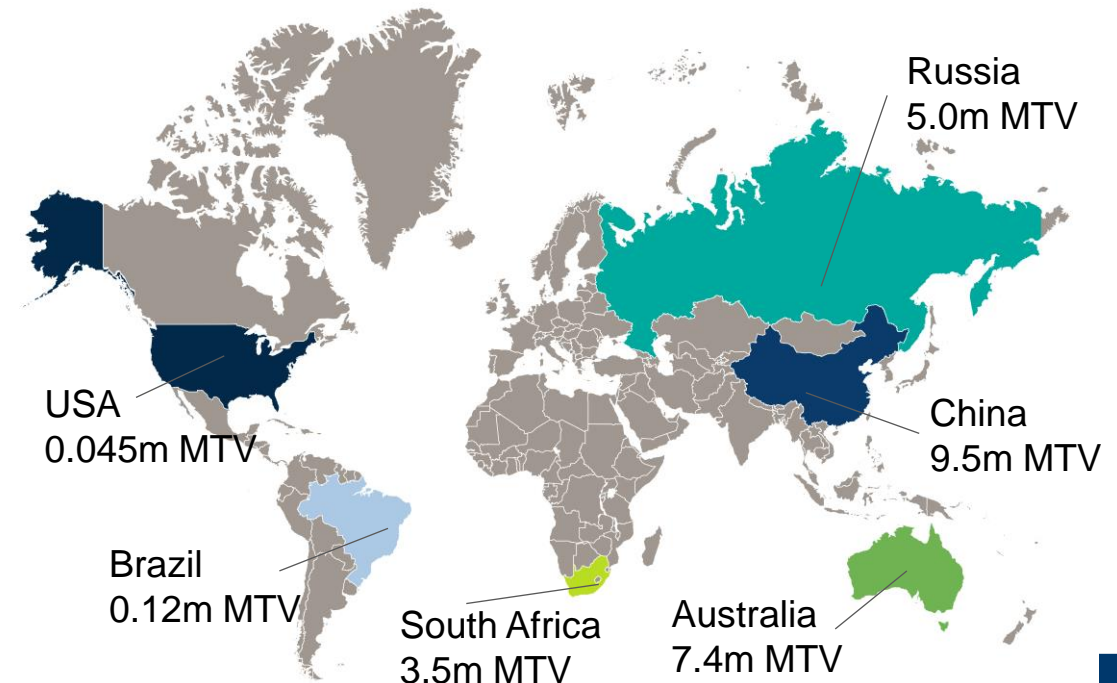 Russia
5.0m MTV
USA
0.045m MTV
China
9.5m MTV
Brazil
0.12m MTV
South Africa
3.5m MTV
Australia
7.4m MTV